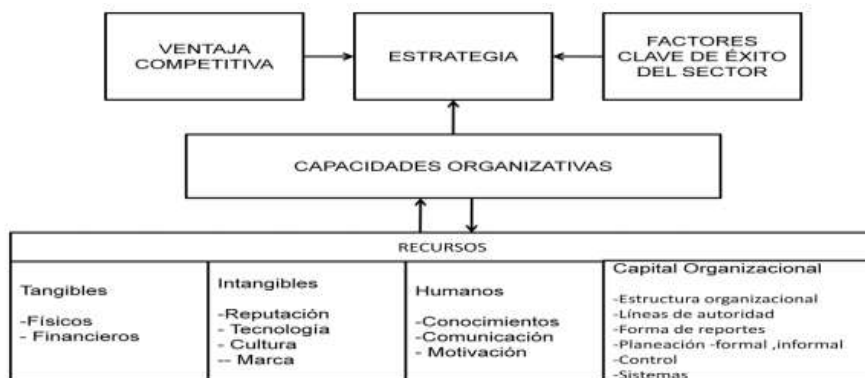 VENTAJA
COMPETITIVA
ESTRATEGIA
FACTORES
CLAVE DE ÉXITO
DEL SECTOR
CAPACIDADES ORGANIZATIVAS
RECURSOS
Tangibles
-Físicos
- Financieros
Intangibles
-Reputación
- Tecnología
- Cultura
-- Marca
Humanos
-Conocimientos
-Comunicación
- Motivación
Capital Organizacional
-Estructura organizacional
-Líneas de autoridad
-Forma de reportes
-Planeación -formal ,informal
-Control
-Sistemas